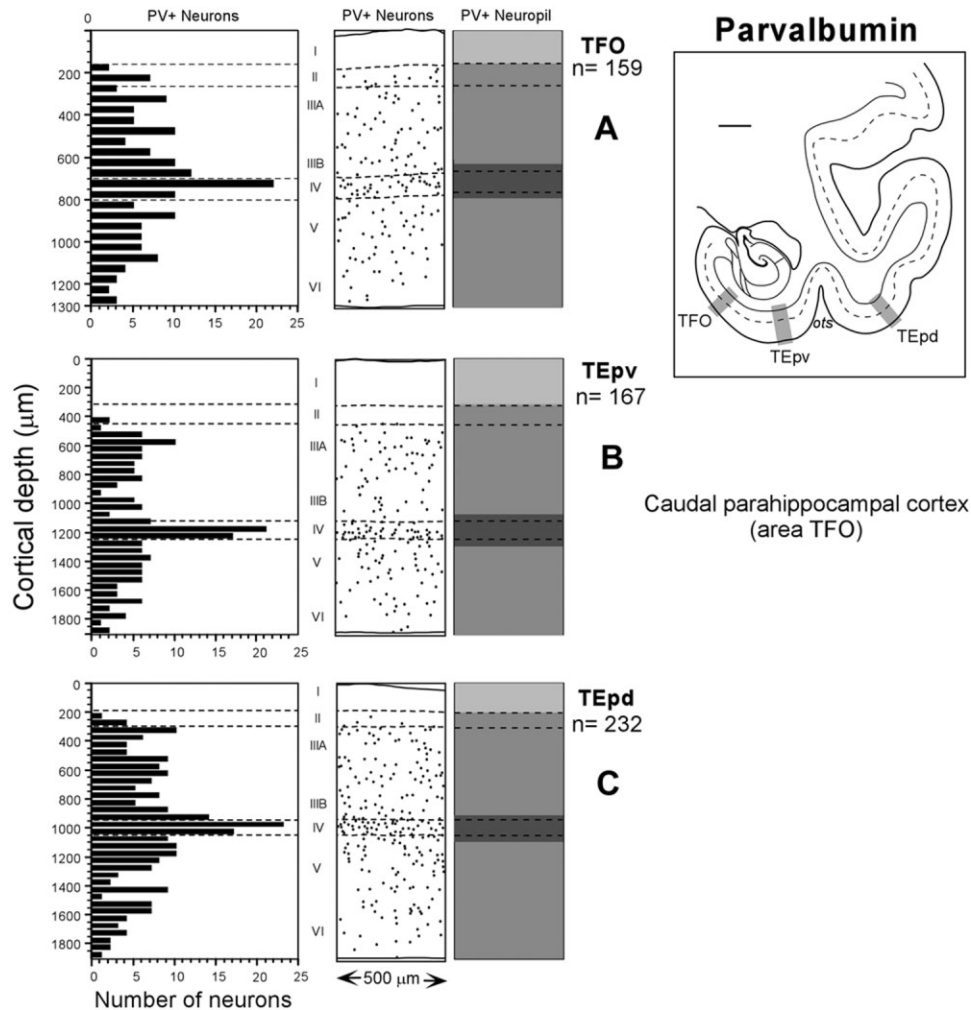 PV+ Neurons
PV+ Neurons
PV+ Neuropil
Parvalbumin
Cortical depth (μm)
0
200
400
600
800
1000
1200
1300
0 5 10 15 20 25
I
II
IIIA
IIIB
IV
V
VI
TFO
n= 159
A
TFO
TEpv
ots
TEpd
0
200
400
600
800
1000
1200
1400
1600
1800
0 5 10 15 20 25
I
II
IIIA
IIIB
IV
V
VI
TEpv
n= 167
B
Caudal parahippocampal cortex
(area TFO)
0
200
400
600
800
1000
1200
1400
1600
1800
0 5 10 15 20 25
I
II
IIIA
IIIB
IV
V
VI
TEpd
n= 232
C
Number of neurons
500 μm